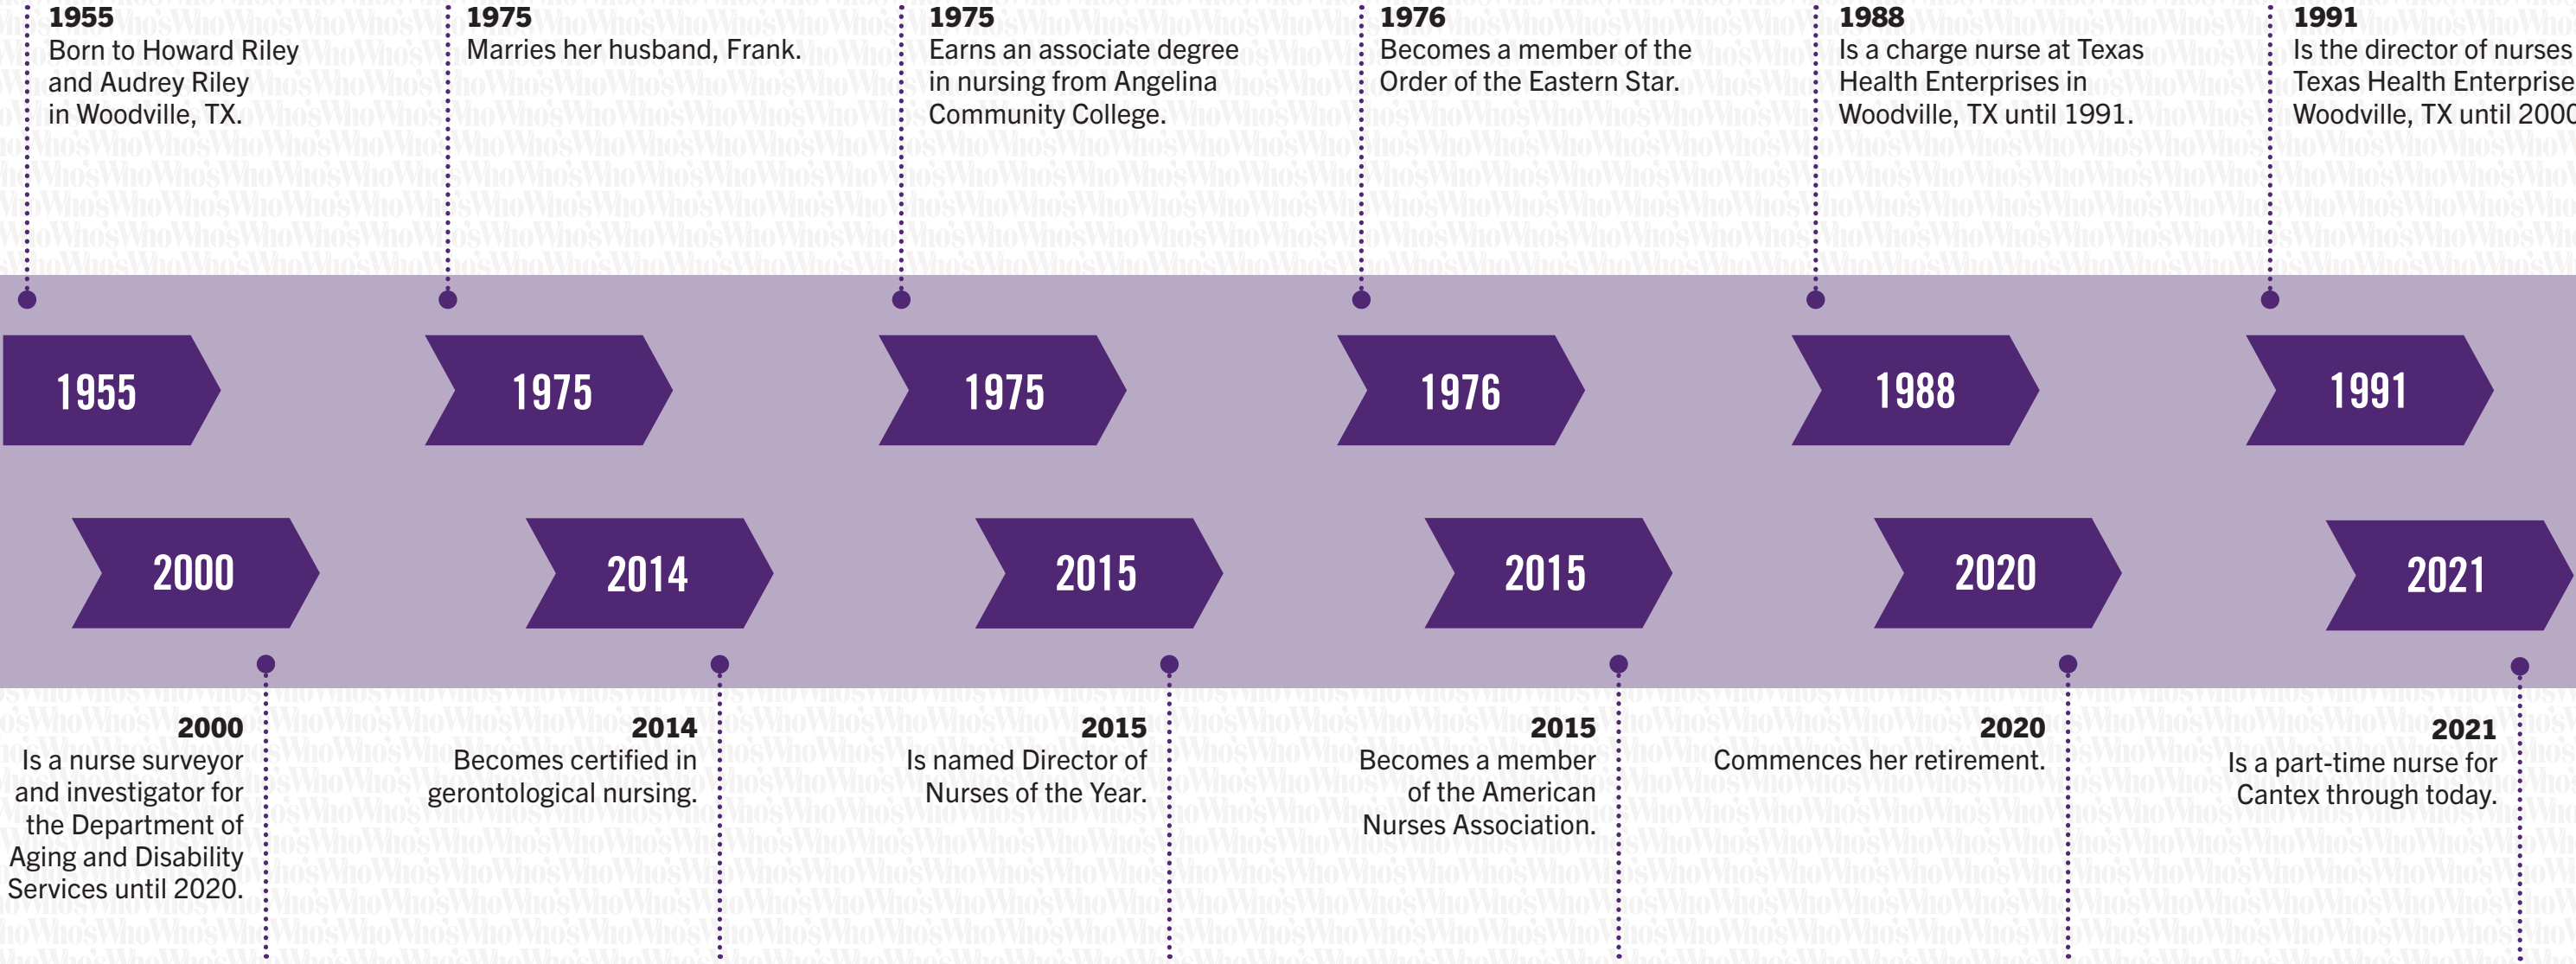 1955
Born to Howard Riley
and Audrey Riley
in Woodville, TX.
1975
Marries her husband, Frank.
1975
Earns an associate degree
in nursing from Angelina
Community College.
1976
Becomes a member of the
Order of the Eastern Star.
1988
Is a charge nurse at Texas
Health Enterprises in
Woodville, TX until 1991.
1991
Is the director of nurses
Texas Health Enterprise
Woodville, TX until 2000
1955
1975
1975
1976
1988
1991
2000
2014
2015
2015
2020
2021
2000
Is a nurse surveyor
and investigator for
the Department of
Aging and Disability
Services until 2020.
2014
Becomes certified in
gerontological nursing.
2015
Is named Director of
Nurses of the Year.
2015
Becomes a member
of the American
Nurses Association.
2020
Commences her retirement.
2021
Is a part-time nurse for
Cantex through today.